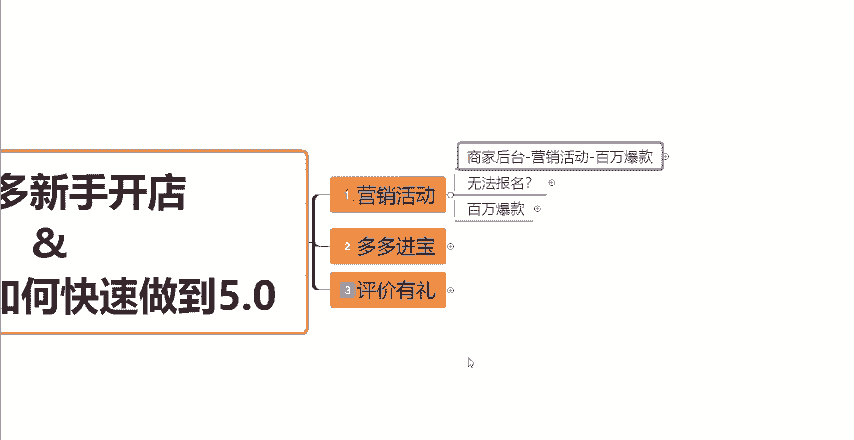 多新手开店
&
如何快速做到5.0
1.营销活动
商家后台-营销活动-百万爆款
无法报名？
百万爆款
2 多多进宝
3 评价有礼